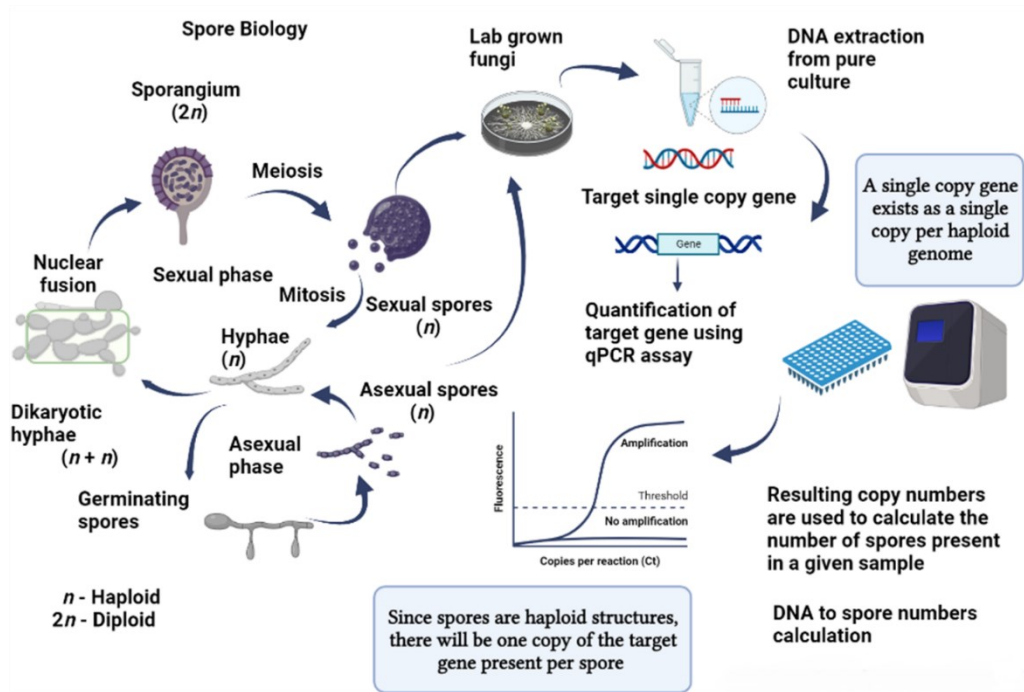 Spore Biology
Sporangium
(2n)
Meiosis
Nuclear
fusion
Sexual phase
Mitosis
Sexual spores
(n)
Hyphae
(n)
Asexual spores
(n)
Dikaryotic
hyphae
(n + n)
Asexual
phase
Germinating
spores
n - Haploid
2n - Diploid
Lab grown
fungi
DNA extraction
from pure
culture
Target single copy gene
Gene
Quantification of
target gene using
qPCR assay
A single copy gene
exists as a single
copy per haploid
genome
Fluorescence
Amplification
Threshold
No amplification
Copies per reaction (Ct)
Resulting copy numbers
are used to calculate the
number of spores present
in a given sample
DNA to spore numbers
calculation
Since spores are haploid structures,
there will be one copy of the target
gene present per spore